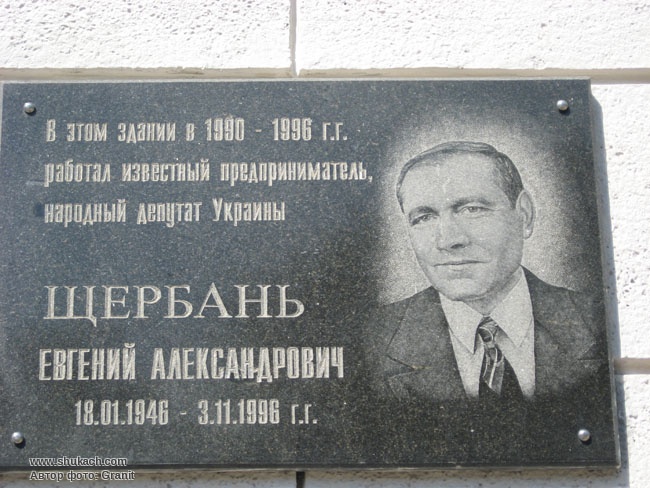 В этом здании в 1990 - 1996 г.г.
работал известный предприниматель,
народный депутат Украины
ЩЕРБАНЬ
ЕВГЕНИЙ АЛЕКСАНДРОВИЧ
18.01.1946 - 3.11.1996 г.г.
www.shukach.com
Автор фото: Granit